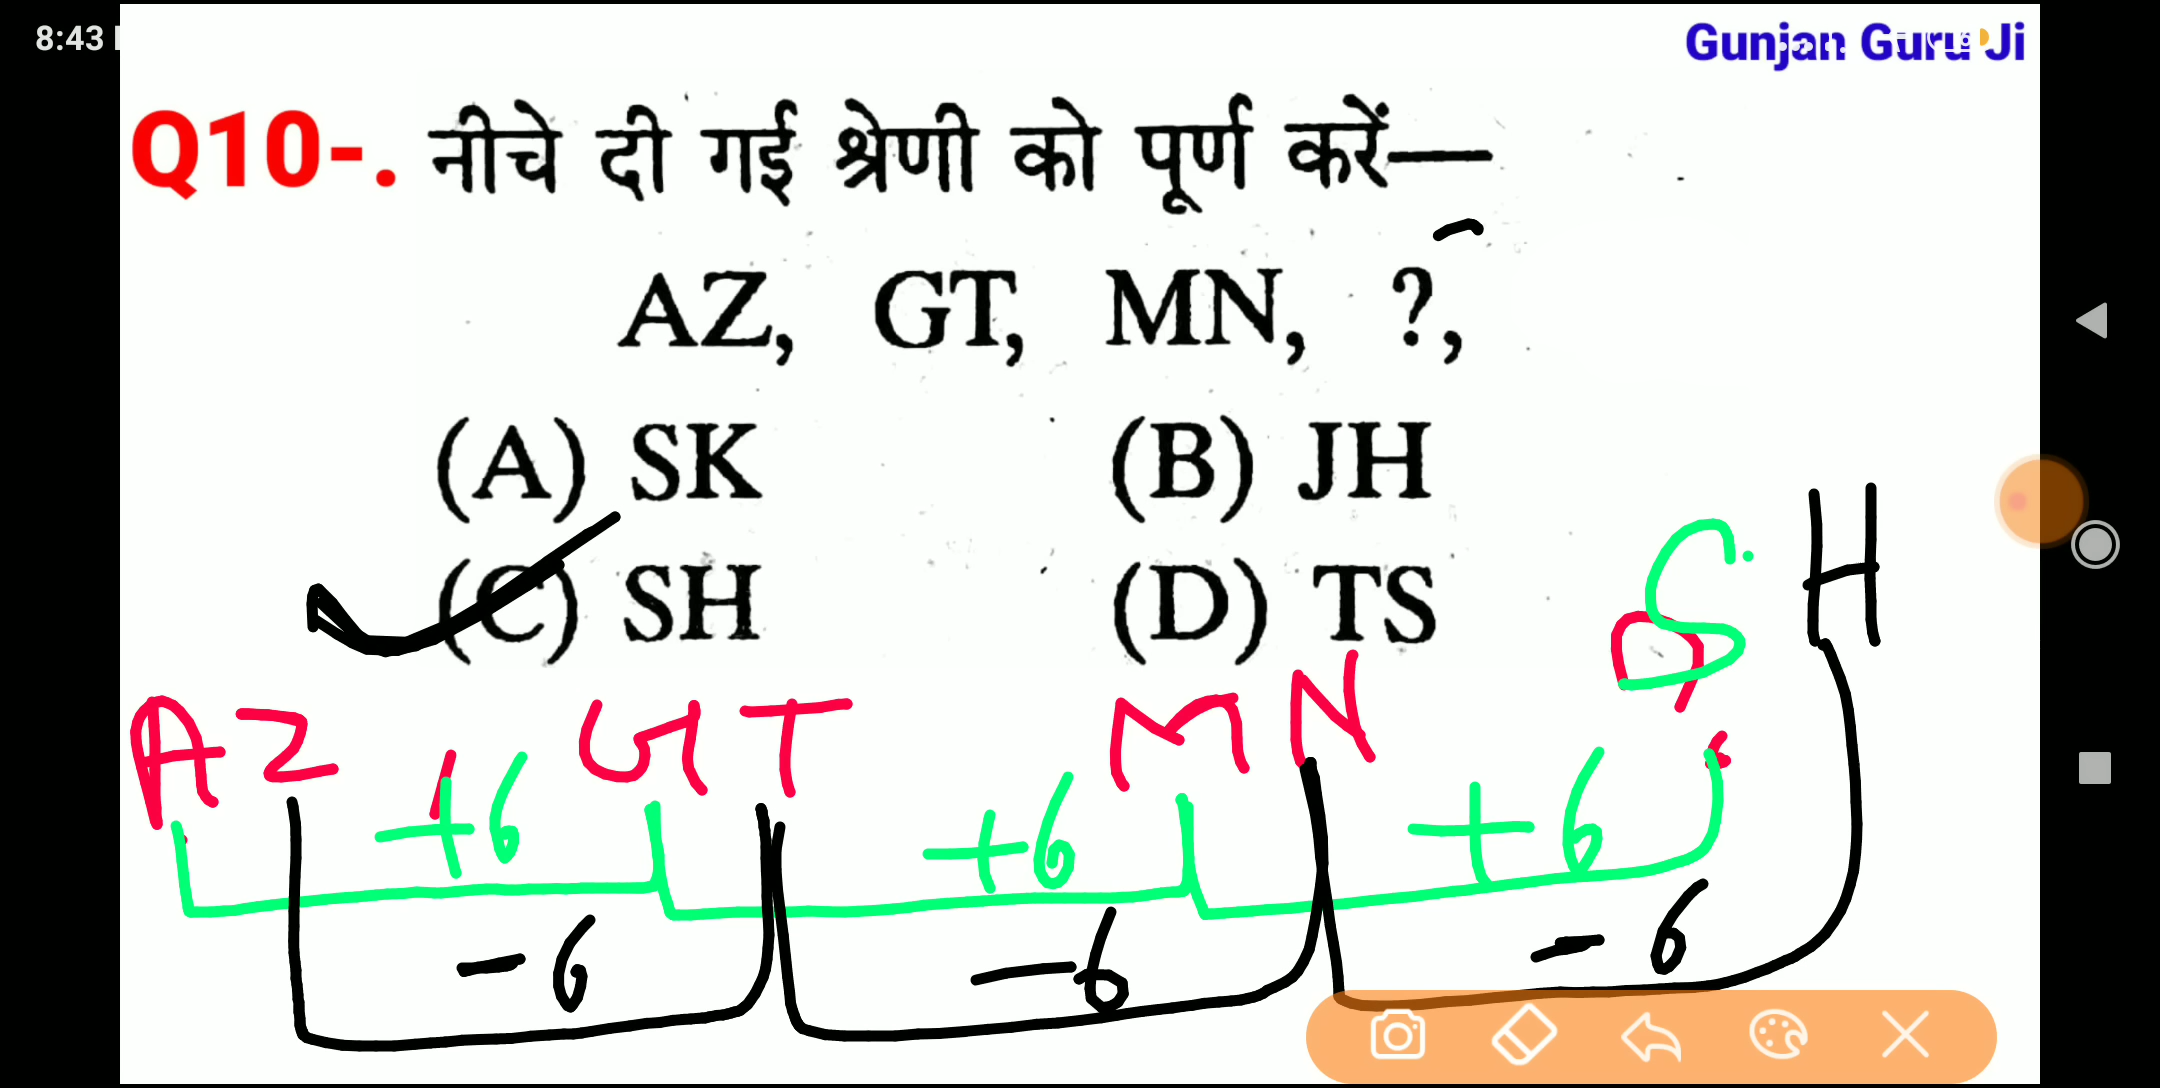 8:43
Gunjan Guru Ji
Q10-. नीचे दी गई श्रेणी को पूर्ण करें—
AZ, GT, MN, ?,
(A) SK (B) JH
(C) SH (D) TS
AZ GT MN S H
+6 +6 +6
-6 -6 -6